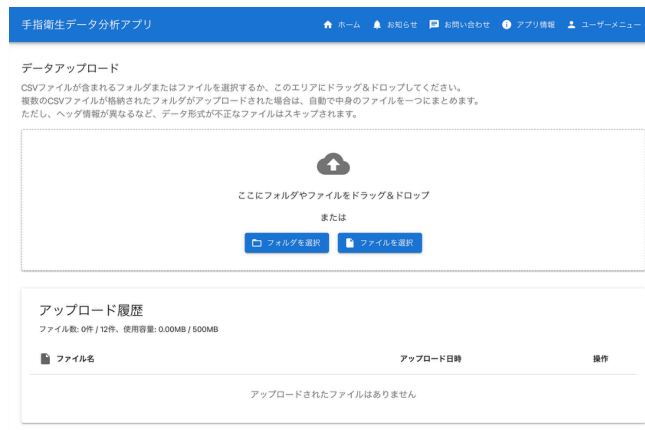 手指衛生データ分析アプリ
ホーム
お知らせ
お問い合わせ
アプリ情報
ユーザーメニュー
データアップロード
CSVファイルが含まれるフォルダまたはファイルを選択するか、このエリアにドラッグ＆ドロップしてください。
複数のCSVファイルが格納されたフォルダがアップロードされた場合は、自動で中身のファイルを一つにまとめます。
ただし、ヘッダ情報が異なるなど、データ形式が不正なファイルはスキップされます。
ここにフォルダやファイルをドラッグ＆ドロップ
または
フォルダを選択
ファイルを選択
アップロード履歴
ファイル数: 0件 / 12件、使用容量: 0.00MB / 500MB
ファイル名 アップロード日時 操作
アップロードされたファイルはありません